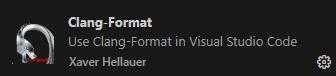 Clang-Format
Use Clang-Format in Visual Studio Code
Xaver Hellauer